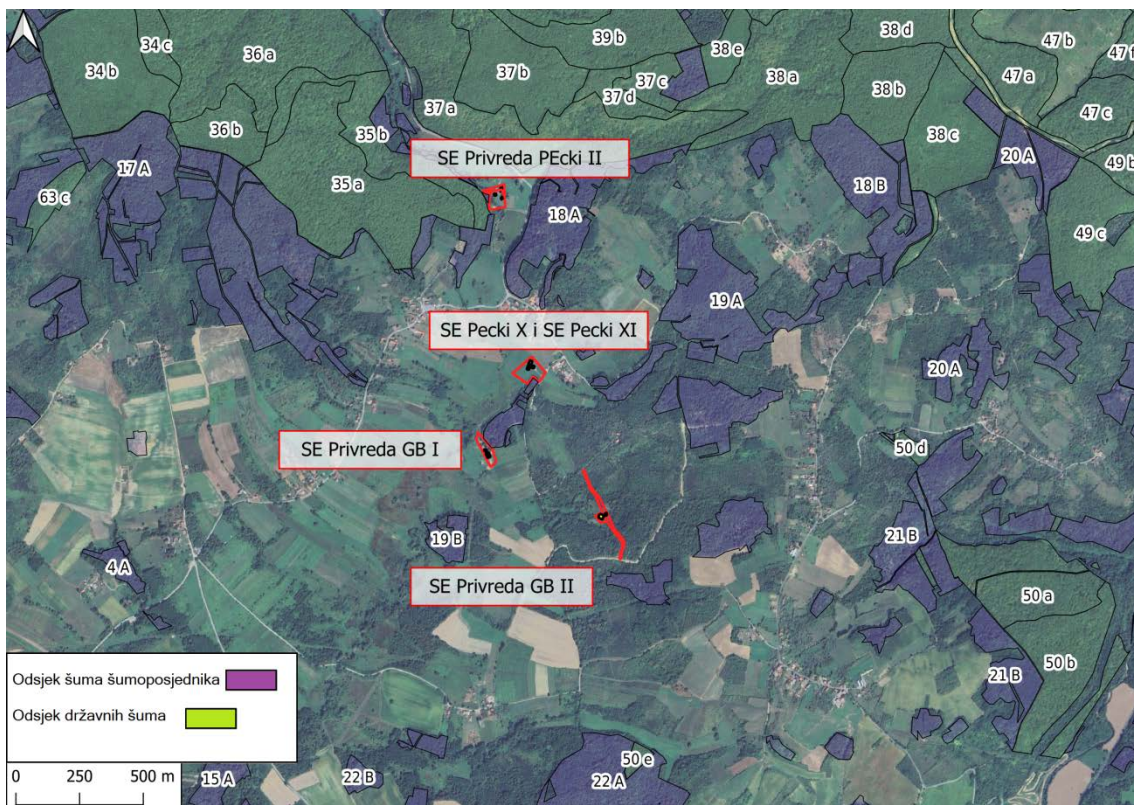 34 c
36 a
39 b
38 e
38 d
47 b
47 f
34 b
37 b
37 c
38 a
47 a
37 d
38 b
47 c
37 a
36 b
35 b
38 c
SE Privreda PEcki II
20 A
49 b
17 A
35 a
18 B
63 c
18 A
49 c
19 A
SE Pecki X i SE Pecki XI
20 A
SE Privreda GB I
50 d
19 B
21 B
4 A
SE Privreda GB II
50 a
50 b
21 B
Odsjek šuma šumoposjednika
Odsjek državnih šuma
0 250 500 m
15 A
22 B
50 e
22 A